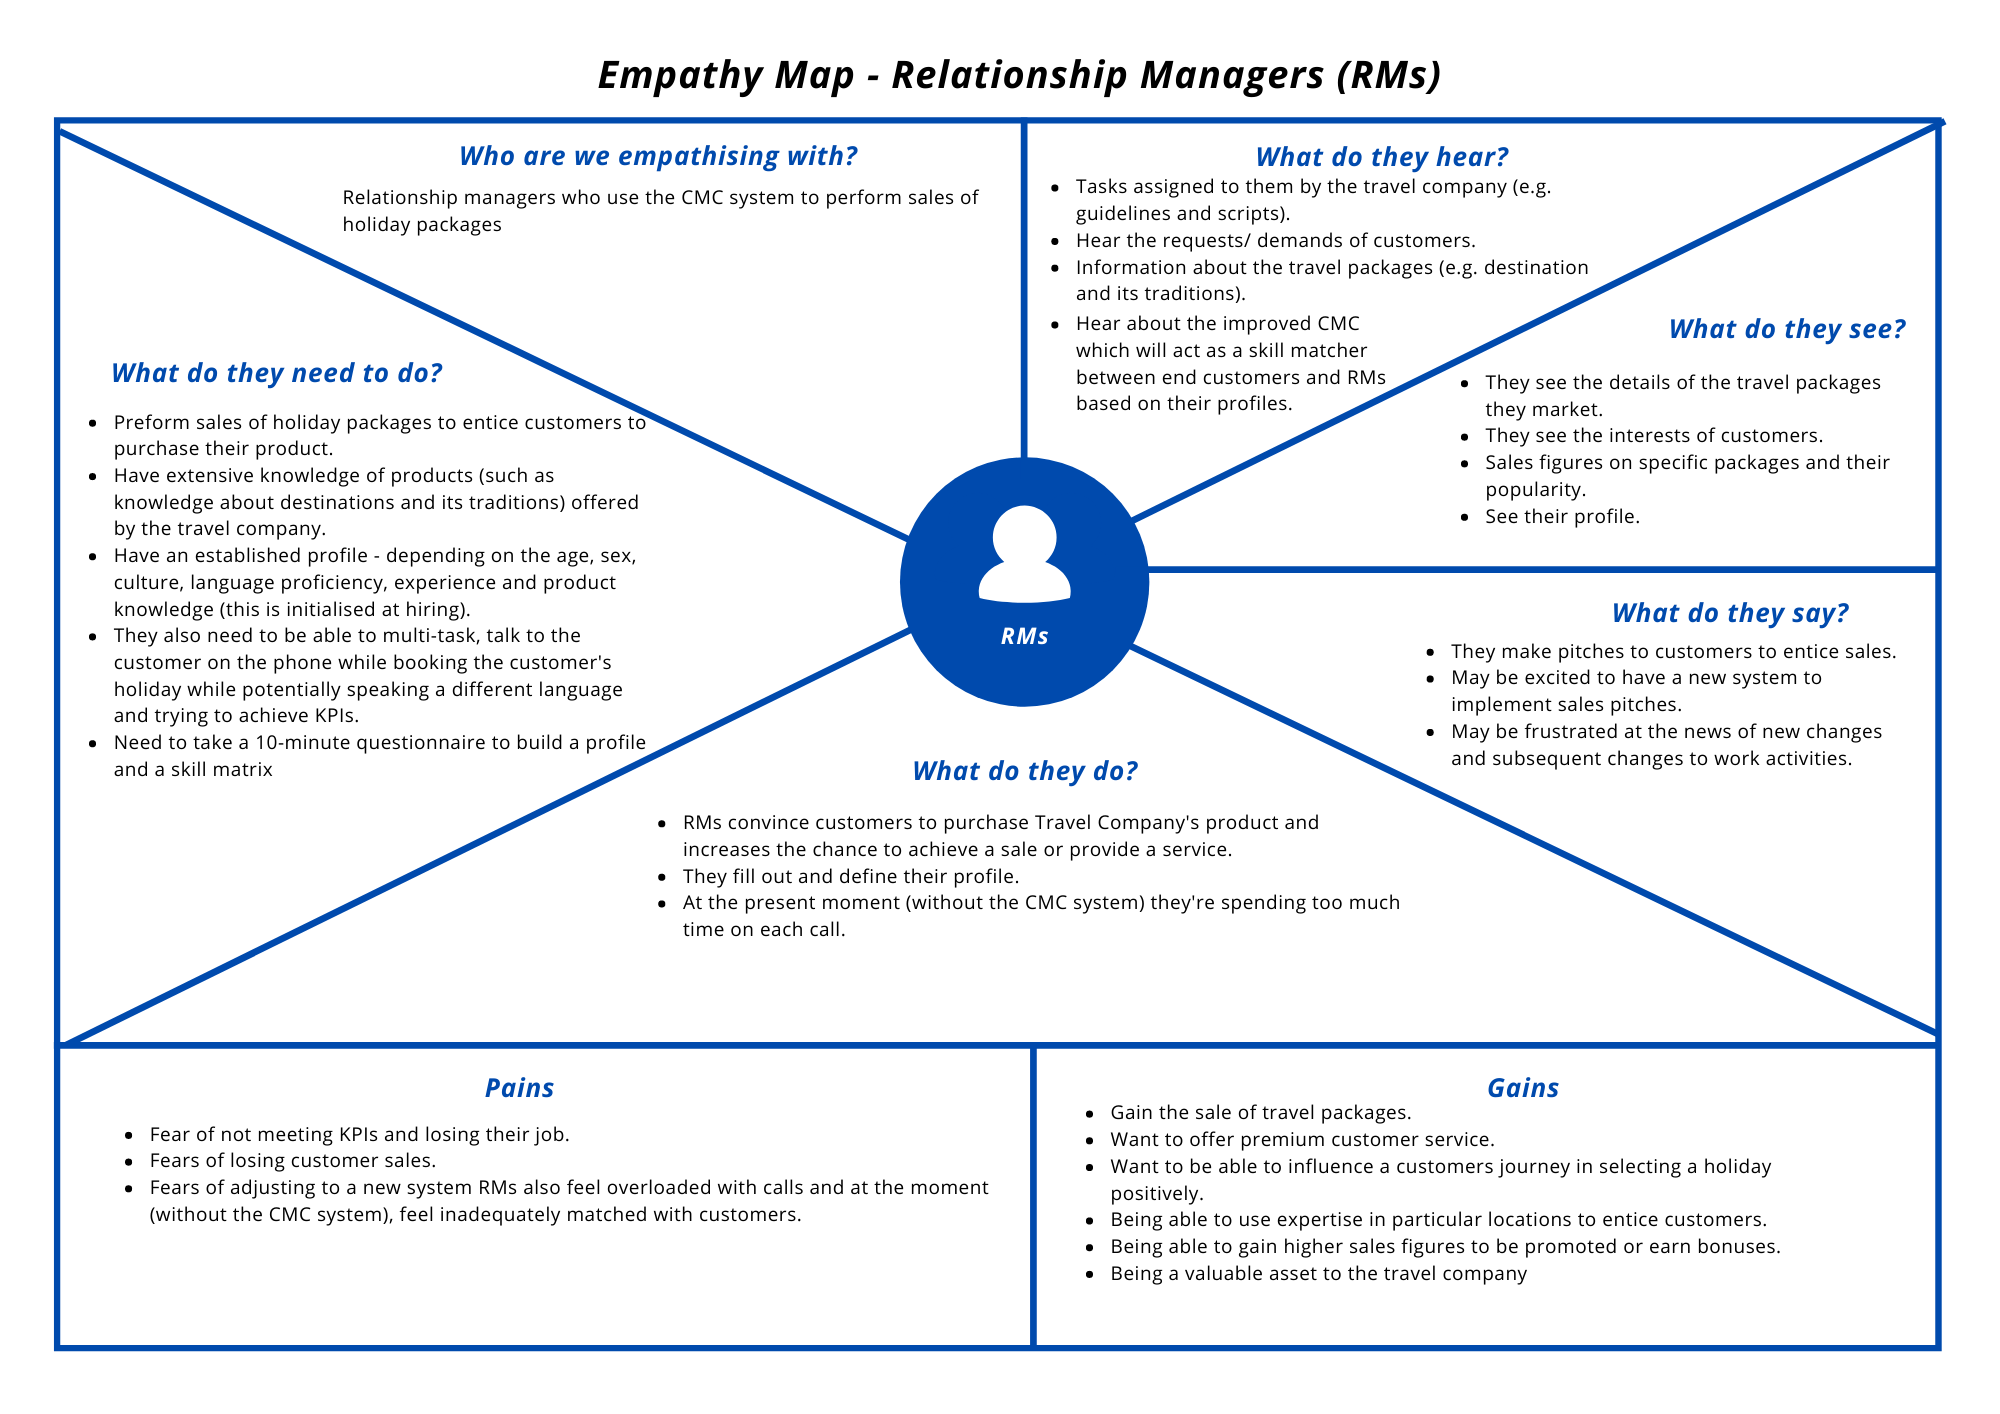 Empathy Map - Relationship Managers (RMs)
Who are we empathising with?
Relationship managers who use the CMC system to perform sales of
holiday packages
What do they hear?
Tasks assigned to them by the travel company (e.g.
guidelines and scripts).
Hear the requests/ demands of customers.
Information about the travel packages (e.g. destination
and its traditions).
Hear about the improved CMC
which will act as a skill matcher
between end customers and RMs
based on their profiles.
What do they see?
They see the details of the travel packages
they market.
They see the interests of customers.
Sales figures on specific packages and their
popularity.
See their profile.
What do they need to do?
Preform sales of holiday packages to entice customers to
purchase their product.
Have extensive knowledge of products (such as
knowledge about destinations and its traditions) offered
by the travel company.
Have an established profile - depending on the age, sex,
culture, language proficiency, experience and product
knowledge (this is initialised at hiring).
They also need to be able to multi-task, talk to the
customer on the phone while booking the customer's
holiday while potentially speaking a different language
and trying to achieve KPIs.
Need to take a 10-minute questionnaire to build a profile
and a skill matrix
RMs
What do they say?
They make pitches to customers to entice sales.
May be excited to have a new system to
implement sales pitches.
May be frustrated at the news of new changes
and subsequent changes to work activities.
What do they do?
RMs convince customers to purchase Travel Company's product and
increases the chance to achieve a sale or provide a service.
They fill out and define their profile.
At the present moment (without the CMC system) they're spending too much
time on each call.
Pains
Fear of not meeting KPIs and losing their job.
Fears of losing customer sales.
Fears of adjusting to a new system RMs also feel overloaded with calls and at the moment
(without the CMC system), feel inadequately matched with customers.
Gains
Gain the sale of travel packages.
Want to offer premium customer service.
Want to be able to influence a customers journey in selecting a holiday
positively.
Being able to use expertise in particular locations to entice customers.
Being able to gain higher sales figures to be promoted or earn bonuses.
Being a valuable asset to the travel company